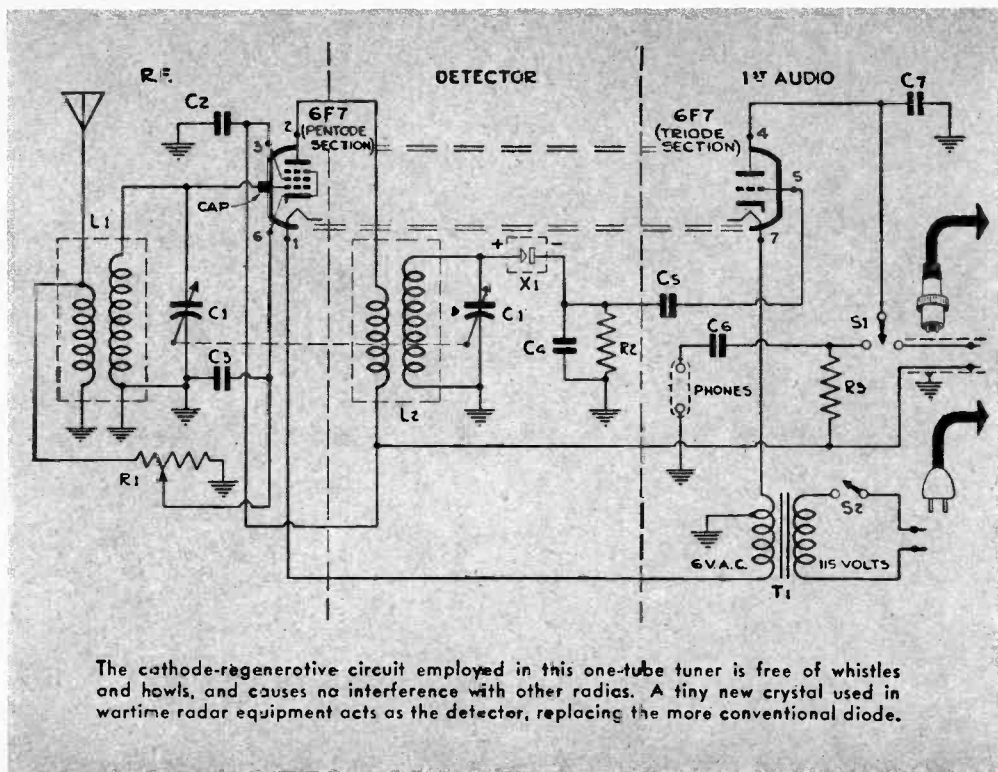 R.F.
DETECTOR
1ST AUDIO
C2
6F7
(PENTODE
SECTION)
2
3
CAP
6
1
6F7
(TRIODE
SECTION)
4
5
7
C7
L1
C1
C3
R1
+
-
X1
C1
C4
R2
L2
C5
C6
PHONES
S1
R3
S2
6 V.A.C.
115 VOLTS
T1
The cathode-regenerotive circuit employed in this one-tube tuner is free of whistles
and howls, and causes no interference with other radios. A tiny new crystal used in
wartime radar equipment acts as the detector, replacing the more conventional diode.